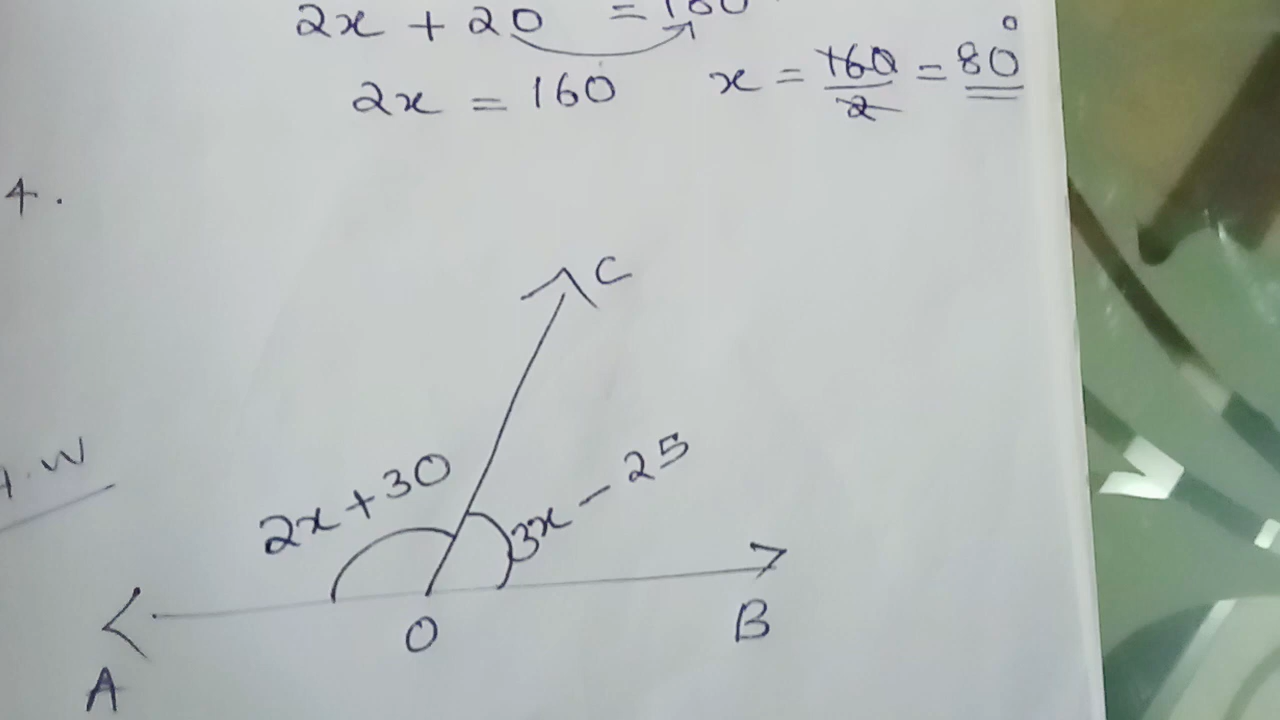 2x + 20 = 180
2x = 160 x = 160/2 = 80°
4.
C
H.W
2x+30 3x-25
O B
A